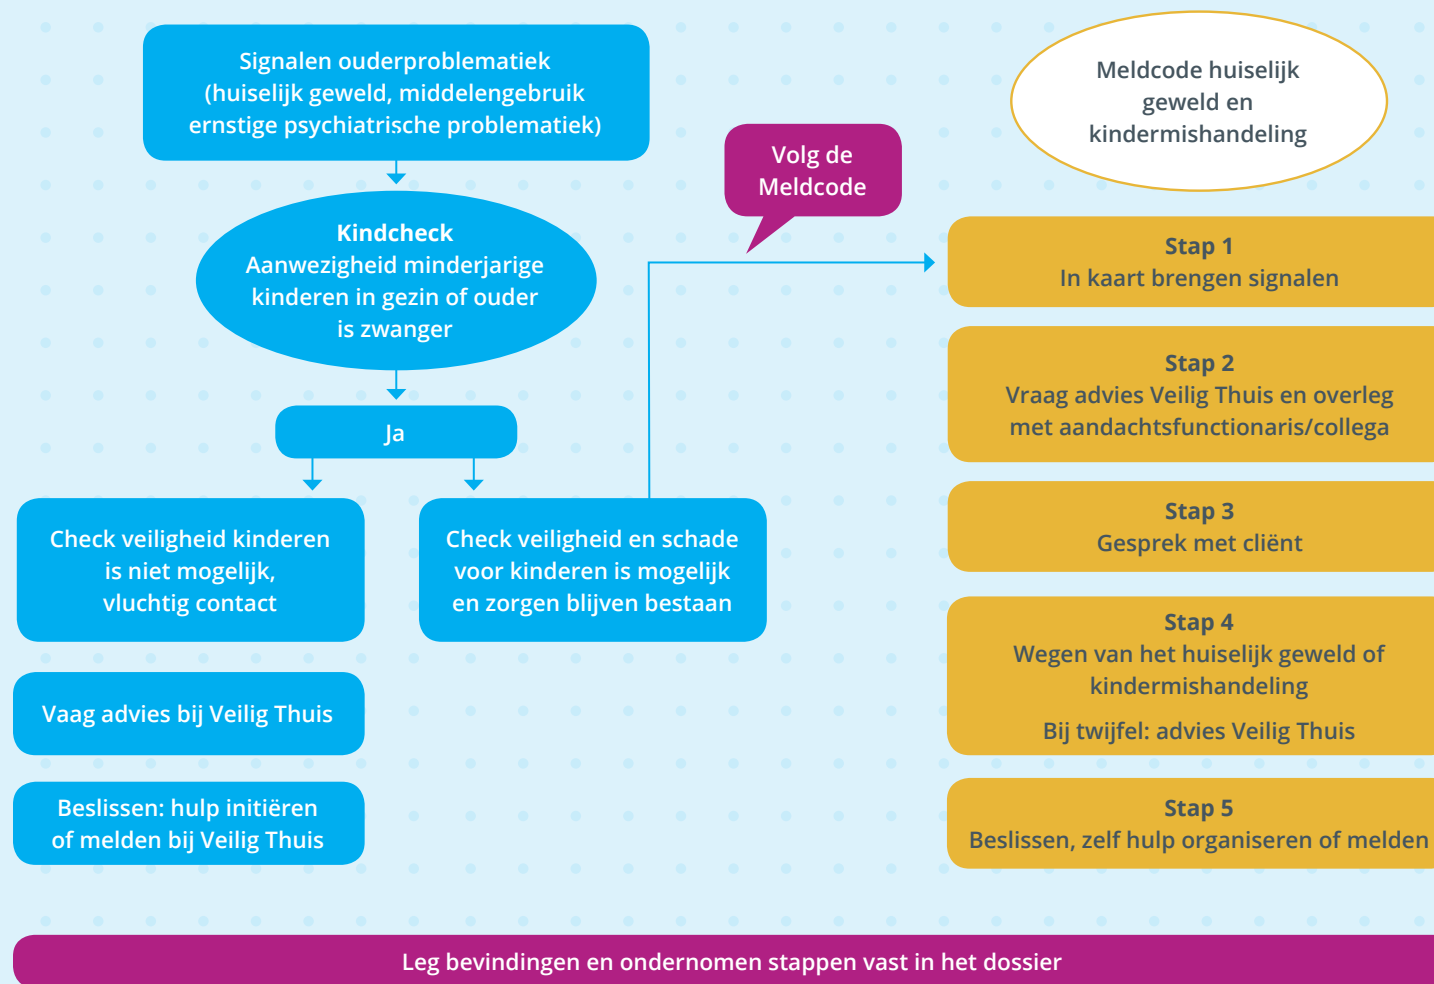 Signalen ouderproblematiek
(huiselijk geweld, middelengebruik
ernstige psychiatrische problematiek)
Kindcheck
Aanwezigheid minderjarige
kinderen in gezin of ouder
is zwanger
Ja
Check veiligheid kinderen
is niet mogelijk,
vluchtig contact
Check veiligheid en schade
voor kinderen is mogelijk
en zorgen blijven bestaan
Vaag advies bij Veilig Thuis
Beslissen: hulp initiëren
of melden bij Veilig Thuis
Volg de
Meldcode
Meldcode huiselijk
geweld en
kindermishandeling
Stap 1
In kaart brengen signalen
Stap 2
Vraag advies Veilig Thuis en overleg
met aandachtsfunctionaris/collega
Stap 3
Gesprek met cliënt
Stap 4
Wegen van het huiselijk geweld of
kindermishandeling
Bij twijfel: advies Veilig Thuis
Stap 5
Beslissen, zelf hulp organiseren of melden
Leg bevindingen en ondernomen stappen vast in het dossier